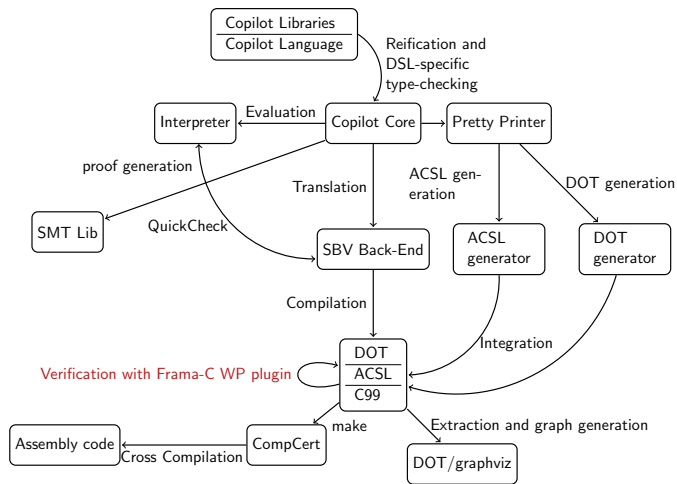 Copilot Libraries
Copilot Language
Reification and
DSL-specific
type-checking
Evaluation
Interpreter
Copilot Core
Pretty Printer
proof generation
ACSL gen-
eration
DOT generation
Translation
QuickCheck
SMT Lib
SBV Back-End
ACSL
generator
DOT
generator
Compilation
Integration
DOT
ACSL
C99
Verification with Frama-C WP plugin
make
Extraction and graph generation
Assembly code
Cross Compilation
CompCert
DOT/graphviz